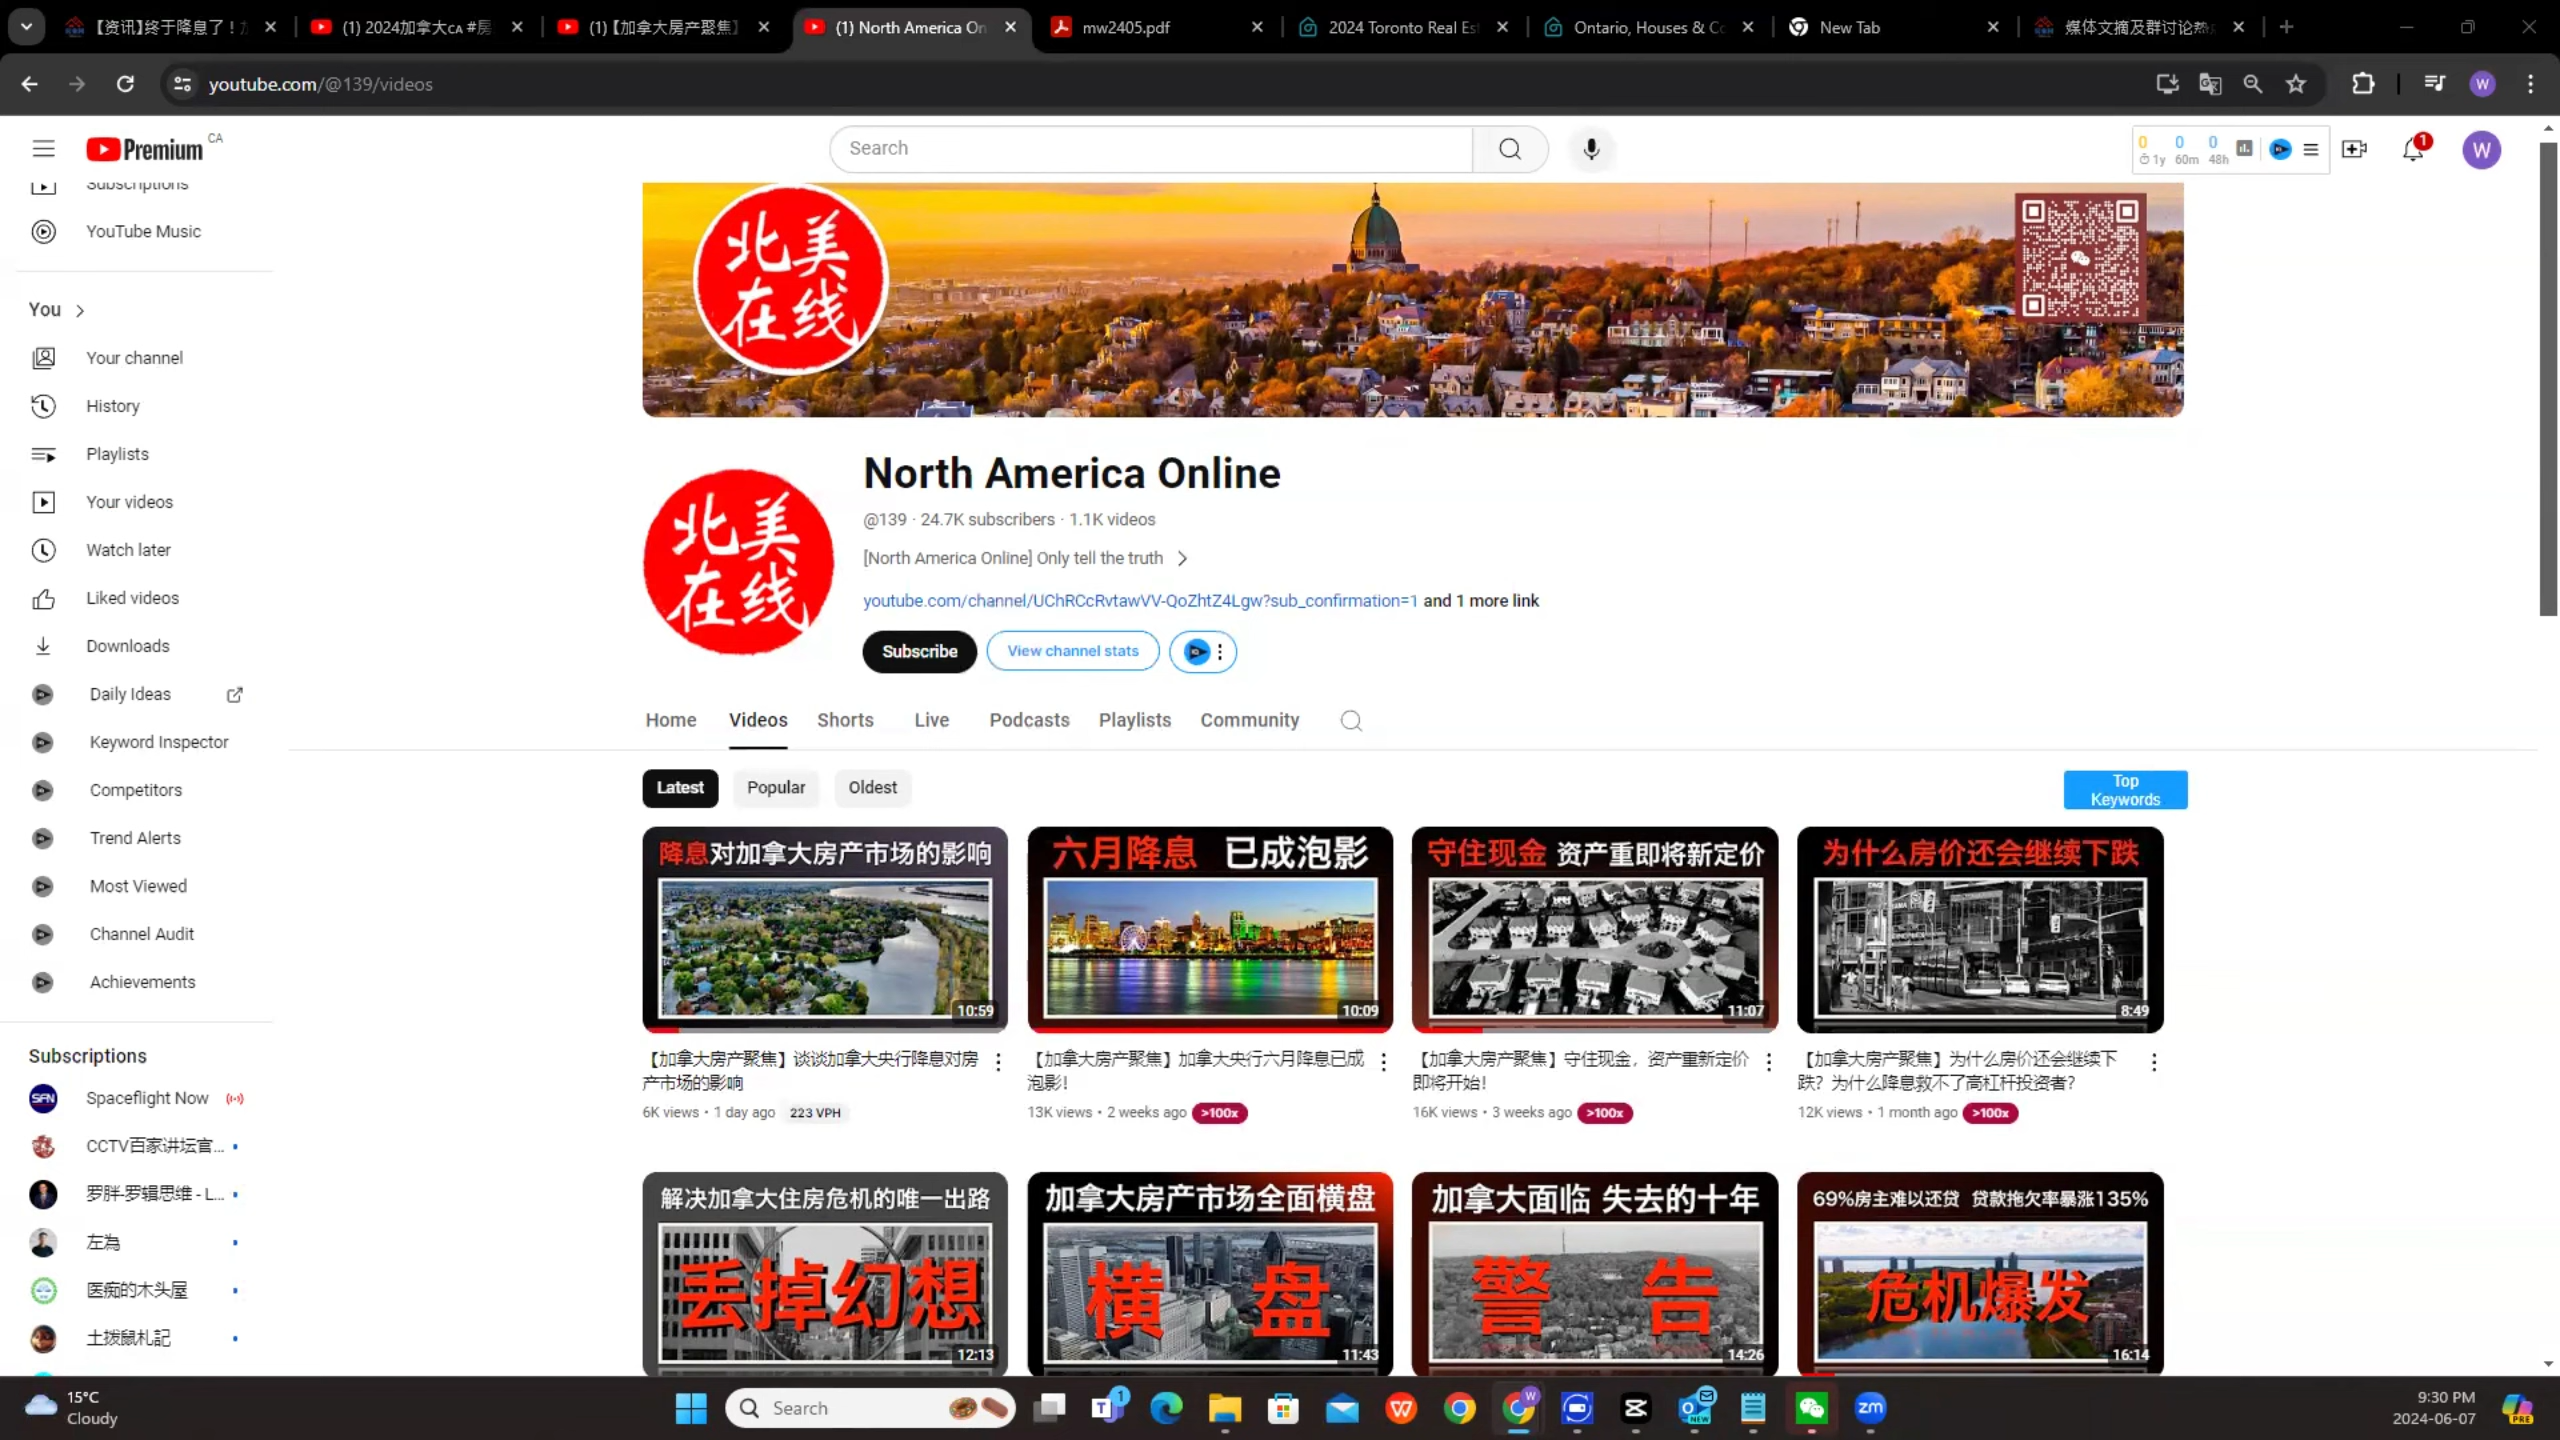 【资讯】终于降息了！
(1) 2024加拿大ca #房
(1)【加拿大房产聚焦】
(1) North America On
mw2405.pdf
2024 Toronto Real Es
Ontario, Houses & Co
New Tab
媒体文摘及群讨论热
youtube.com/@139/videos
W
Premium CA
Search
0 0 0
1y 60m 48h
1
W
Subscriptions
YouTube Music
You
Your channel
History
Playlists
Your videos
Watch later
Liked videos
Downloads
Daily Ideas
Keyword Inspector
Competitors
Trend Alerts
Most Viewed
Channel Audit
Achievements
Subscriptions
Spaceflight Now
CCTV百家讲坛官...
罗胖-罗辑思维 - L...
左為
医痴的木头屋
土拨鼠札記
北美
在线
北美
在线
North America Online
@139 · 24.7K subscribers · 1.1K videos
[North America Online] Only tell the truth
youtube.com/channel/UChRCcRvtawVV-QoZhtZ4Lgw?sub_confirmation=1 and 1 more link
Subscribe
View channel stats
Home Videos Shorts Live Podcasts Playlists Community
Latest Popular Oldest
Top
Keywords
降息对加拿大房产市场的影响
10:59
【加拿大房产聚焦】谈谈加拿大央行降息对房
产市场的影响
6K views • 1 day ago 223 VPH
六月降息 已成泡影
10:09
【加拿大房产聚焦】加拿大央行六月降息已成
泡影！
13K views • 2 weeks ago >100x
守住现金 资产重即将新定价
11:07
【加拿大房产聚焦】守住现金，资产重新定价
即将开始！
16K views • 3 weeks ago >100x
为什么房价还会继续下跌
8:49
【加拿大房产聚焦】为什么房价还会继续下
跌？为什么降息救不了高杠杆投资者？
12K views • 1 month ago >100x
解决加拿大住房危机的唯一出路
丢掉幻想
12:13
加拿大房产市场全面横盘
横盘
11:43
加拿大面临 失去的十年
警告
14:26
69%房主难以还贷 贷款拖欠率暴涨135%
危机爆发
16:14
15°C
Cloudy
Search
1
W
NEW
zm
9:30 PM
2024-06-07
PRE